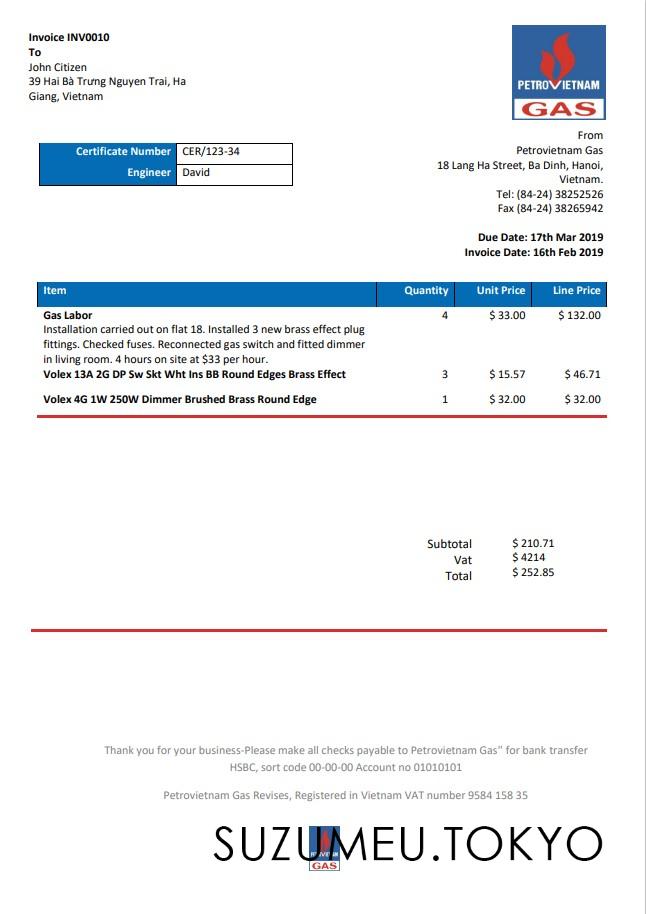 Invoice INV0010
To
John Citizen
39 Hai Bà Trưng Nguyen Trai, Ha
Giang, Vietnam
PETROVIETNAM
GAS
From
Petrovietnam Gas
18 Lang Ha Street, Ba Dinh, Hanoi,
Vietnam.
Tel: (84-24) 38252526
Fax (84-24) 38265942
Certificate Number CER/123-34
Engineer David
Due Date: 17th Mar 2019
Invoice Date: 16th Feb 2019
Item Quantity Unit Price Line Price
Gas Labor 4 $ 33.00 $ 132.00
Installation carried out on flat 18. Installed 3 new brass effect plug
fittings. Checked fuses. Reconnected gas switch and fitted dimmer
in living room. 4 hours on site at $33 per hour.
Volex 13A 2G DP Sw Skt Wht Ins BB Round Edges Brass Effect 3 $ 15.57 $ 46.71
Volex 4G 1W 250W Dimmer Brushed Brass Round Edge 1 $ 32.00 $ 32.00
Subtotal $ 210.71
Vat $ 4214
Total $ 252.85
Thank you for your business-Please make all checks payable to Petrovietnam Gas" for bank transfer
HSBC, sort code 00-00-00 Account no 01010101
Petrovietnam Gas Revises, Registered in Vietnam VAT number 9584 158 35
SUZUMEU.TOKYO
GAS